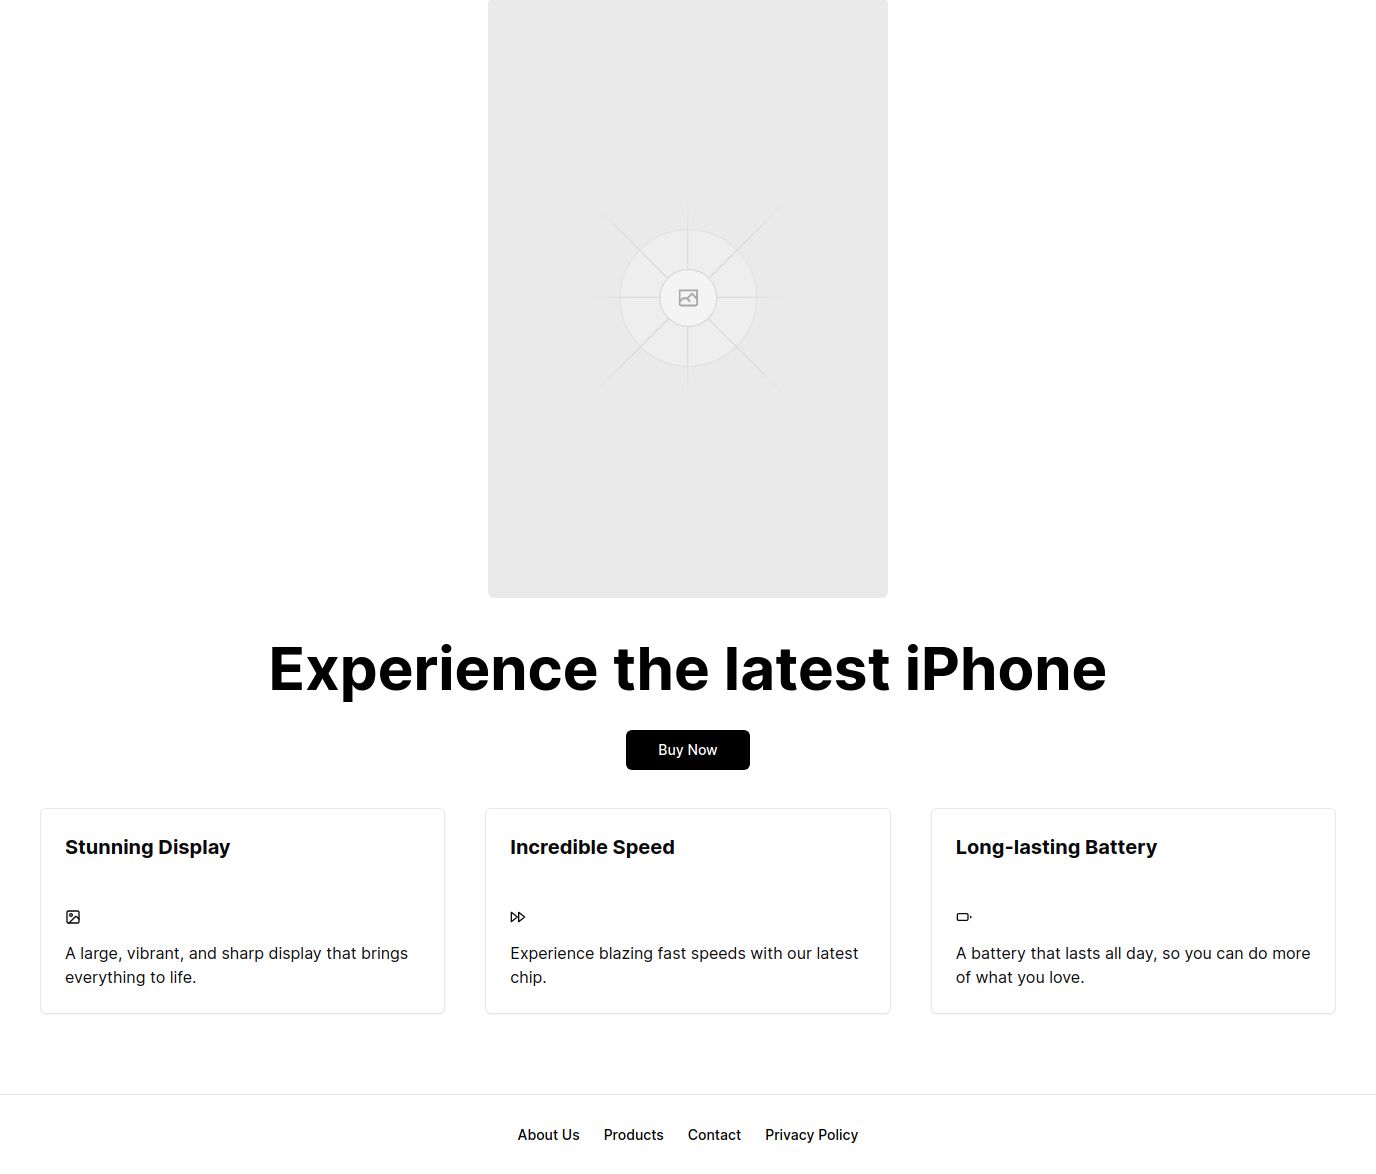 Experience the latest iPhone
Buy Now
Stunning Display
A large, vibrant, and sharp display that brings
everything to life.
Incredible Speed
Experience blazing fast speeds with our latest
chip.
Long-lasting Battery
A battery that lasts all day, so you can do more
of what you love.
About Us Products Contact Privacy Policy